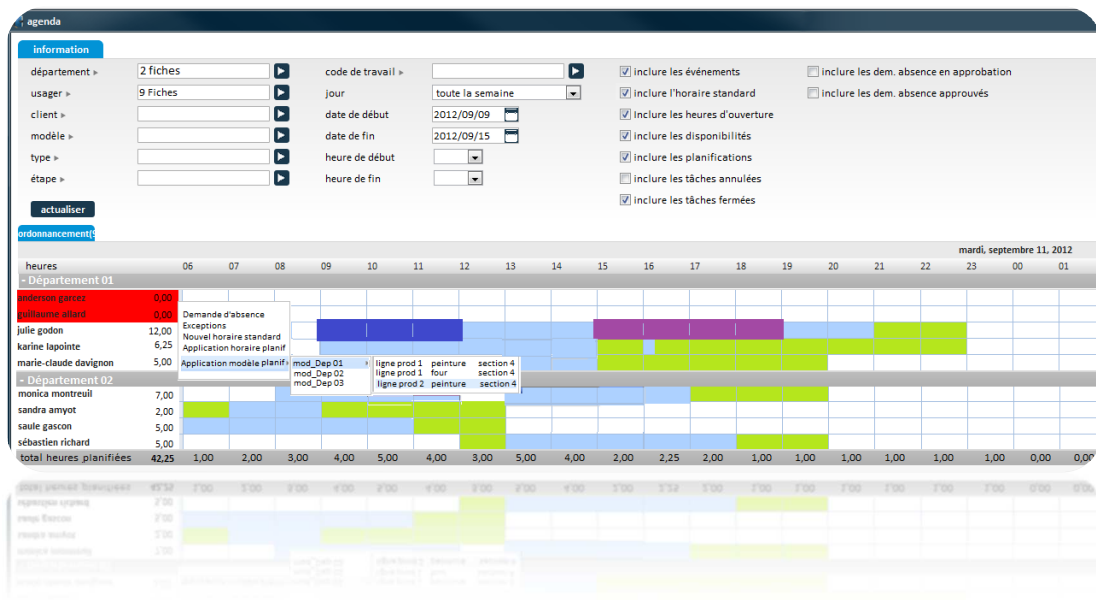 agenda
information
département 2 fiches code de travail inclure les événements inclure les dem. absence en approbation
usager 9 Fiches jour toute la semaine inclure l'horaire standard inclure les dem. absence approuvés
client date de début 2012/09/09 inclure les heures d'ouverture
modèle date de fin 2012/09/15 inclure les disponibilités
type heure de début inclure les planifications
étape heure de fin inclure les tâches annulées
actualiser inclure les tâches fermées
ordonnancement(
mardi, septembre 11, 2012
heures 06 07 08 09 10 11 12 13 14 15 16 17 18 19 20 21 22 23 00 01
- Département 01
anderson garcez 0,00
guillaume allard 0,00 Demande d'absence
Exceptions
julie godon 12,00 Nouvel horaire standard
karine lapointe 6,25 Application horaire planif
marie-claude davignon 5,00 Application modèle planif mod_Dep 01 ligne prod 1 peinture section 4
mod_Dep 02 ligne prod 1 four section 4
mod_Dep 03 ligne prod 2 peinture section 4
- Département 02
monica montreuil 7,00
sandra amyot 2,00
saule gascon 5,00
sébastien richard 5,00
total heures planifiées 42,25 1,00 2,00 3,00 4,00 5,00 4,00 3,00 5,00 4,00 2,00 2,25 2,00 1,00 1,00 1,00 1,00 1,00 1,00 0,00 0,00